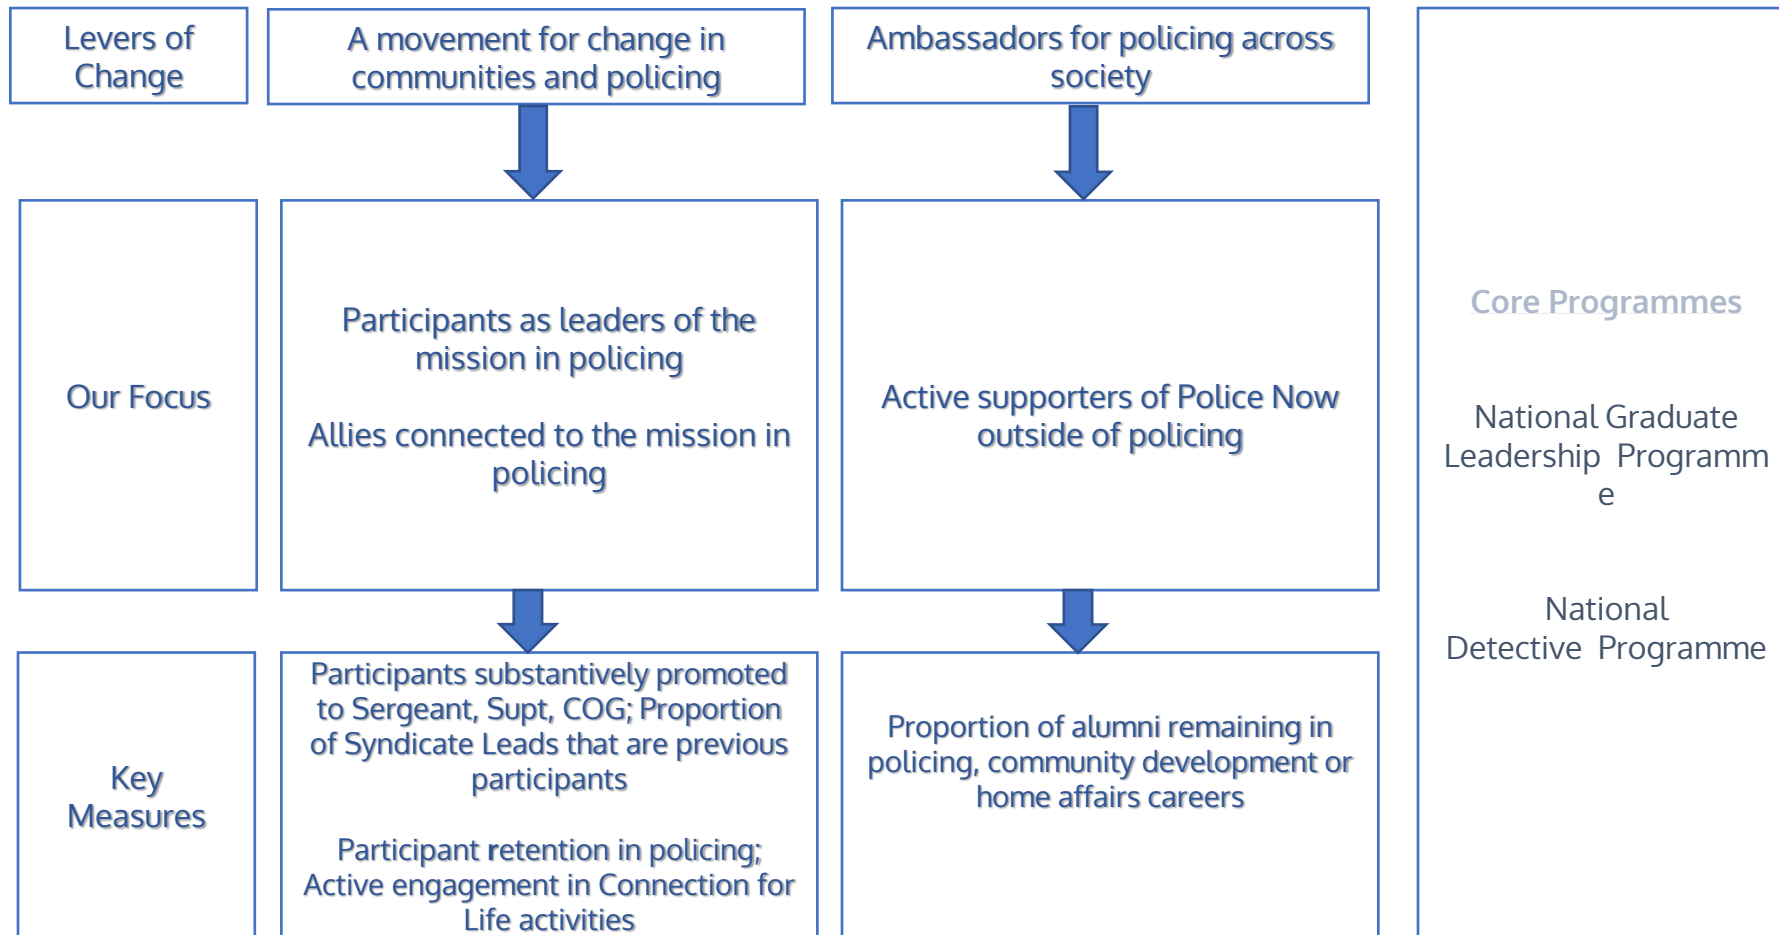 Levers of
Change
A movement for change in
communities and policing
Ambassadors for policing across
society
Our Focus
Participants as leaders of the
mission in policing
Allies connected to the mission in
policing
Active supporters of Police Now
outside of policing
Key
Measures
Participants substantively promoted
to Sergeant, Supt, COG; Proportion
of Syndicate Leads that are previous
participants
Participant retention in policing;
Active engagement in Connection for
Life activities
Proportion of alumni remaining in
policing, community development or
home affairs careers
Core Programmes
National Graduate
Leadership Programm
e
National
Detective Programme